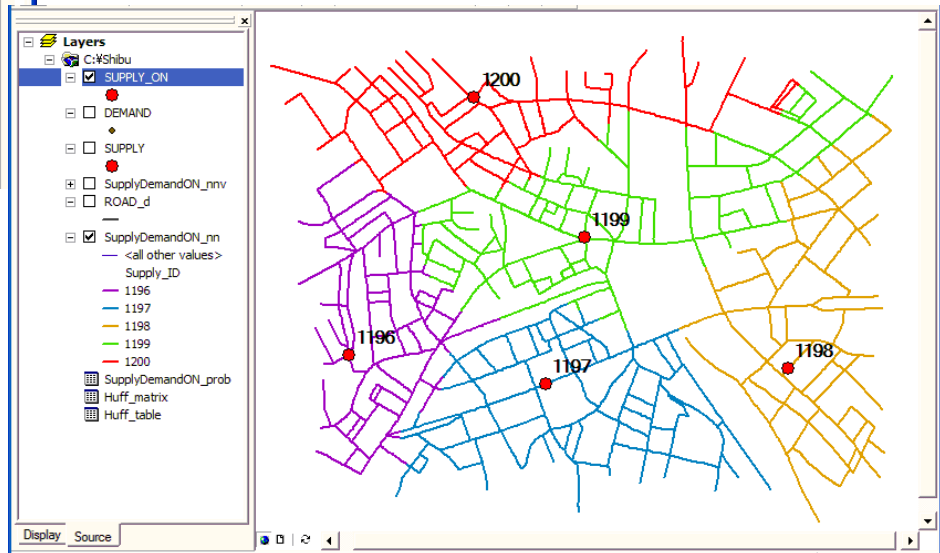 Layers
C:¥Shibu
SUPPLY_ON
DEMAND
SUPPLY
SupplyDemandON_nnv
ROAD_d
SupplyDemandON_nn
<all other values>
Supply_ID
1196
1197
1198
1199
1200
SupplyDemandON_prob
Huff_matrix
Huff_table
Display Source
1200
1199
1196
1197
1198